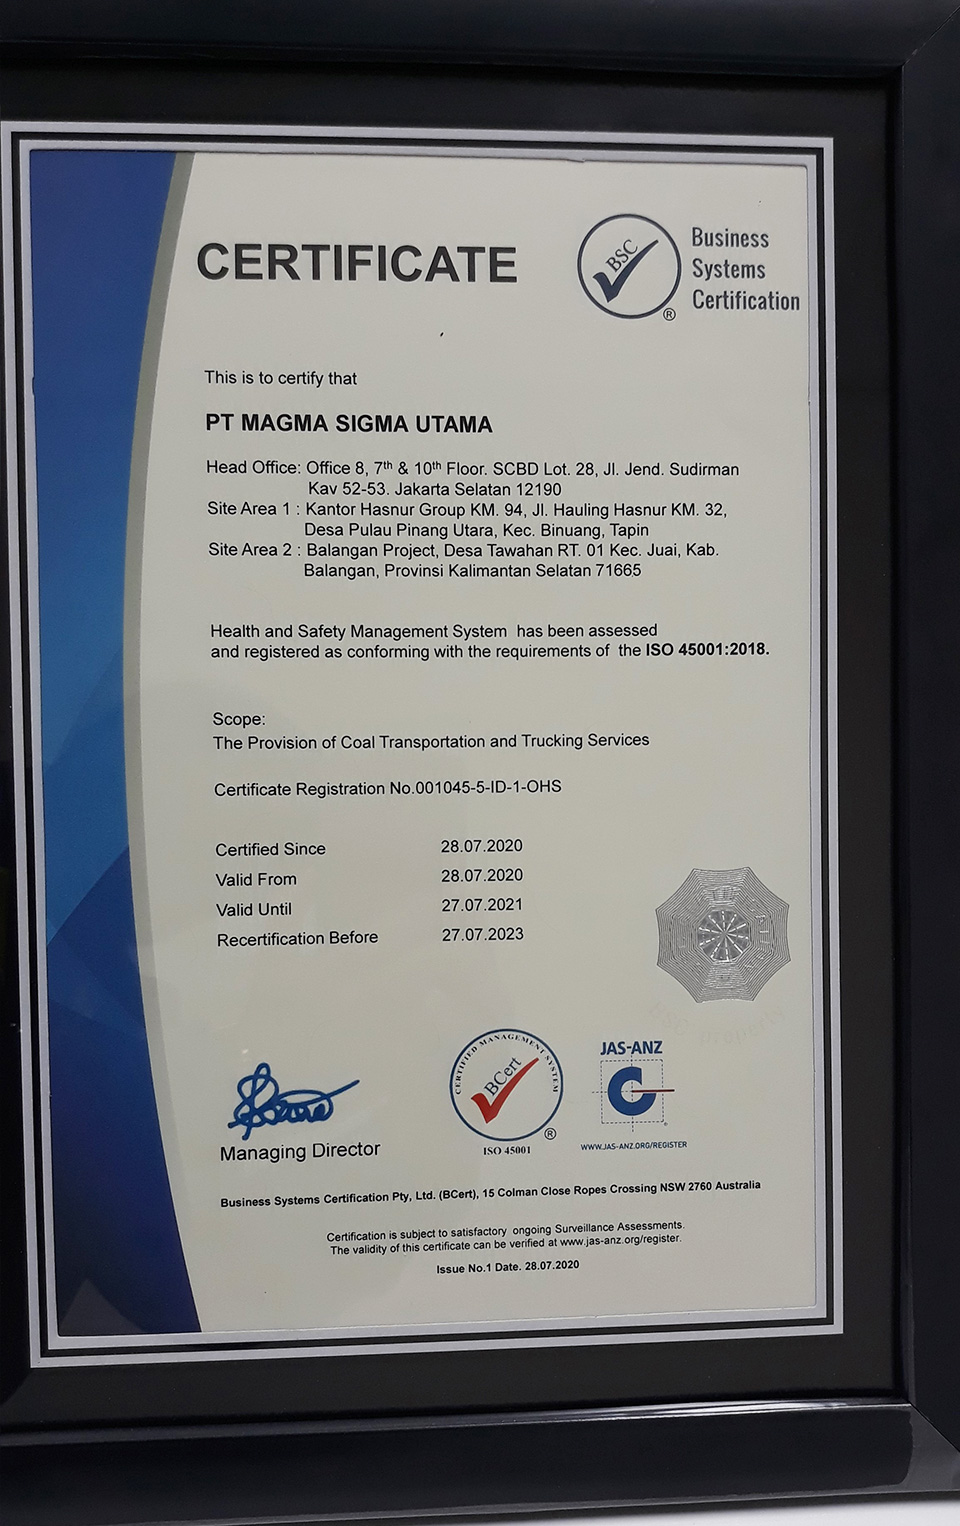 CERTIFICATE
BSC
®
Business
Systems
Certification
This is to certify that
PT MAGMA SIGMA UTAMA
Head Office: Office 8, 7th & 10th Floor. SCBD Lot. 28, Jl. Jend. Sudirman
Kav 52-53. Jakarta Selatan 12190
Site Area 1 : Kantor Hasnur Group KM. 94, Jl. Hauling Hasnur KM. 32,
Desa Pulau Pinang Utara, Kec. Binuang, Tapin
Site Area 2 : Balangan Project, Desa Tawahan RT. 01 Kec. Juai, Kab.
Balangan, Provinsi Kalimantan Selatan 71665
Health and Safety Management System has been assessed
and registered as conforming with the requirements of the ISO 45001:2018.
Scope:
The Provision of Coal Transportation and Trucking Services
Certificate Registration No.001045-5-ID-1-OHS
Certified Since 28.07.2020
Valid From 28.07.2020
Valid Until 27.07.2021
Recertification Before 27.07.2023
Managing Director
CERTIFIED MANAGEMENT SYSTEM
BCert
®
ISO 45001
JAS-ANZ
WWW.JAS-ANZ.ORG/REGISTER
Business Systems Certification Pty, Ltd. (BCert), 15 Colman Close Ropes Crossing NSW 2760 Australia
Certification is subject to satisfactory ongoing Surveillance Assessments.
The validity of this certificate can be verified at www.jas-anz.org/register.
Issue No.1 Date. 28.07.2020